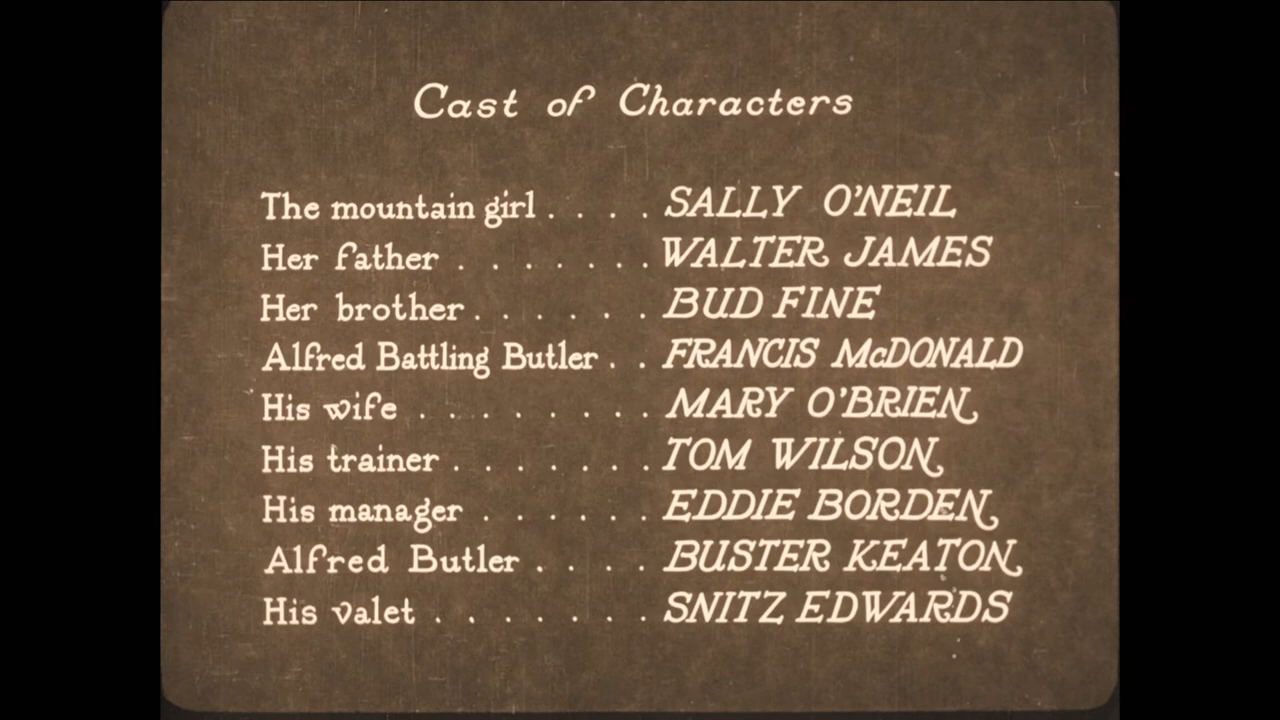 Cast of Characters
The mountain girl . . . . SALLY O'NEIL
Her father . . . . . . . WALTER JAMES
Her brother . . . . . . BUD FINE
Alfred Battling Butler . . FRANCIS McDONALD
His wife . . . . . . . . MARY O'BRIEN
His trainer . . . . . . . TOM WILSON
His manager . . . . . . EDDIE BORDEN
Alfred Butler . . . . BUSTER KEATON
His valet . . . . . . . SNITZ EDWARDS